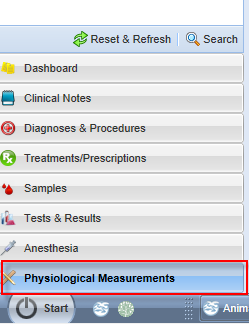 Reset & Refresh Search
Dashboard
Clinical Notes
Diagnoses & Procedures
Treatments/Prescriptions
Samples
Tests & Results
Anesthesia
Physiological Measurements
Start Anim